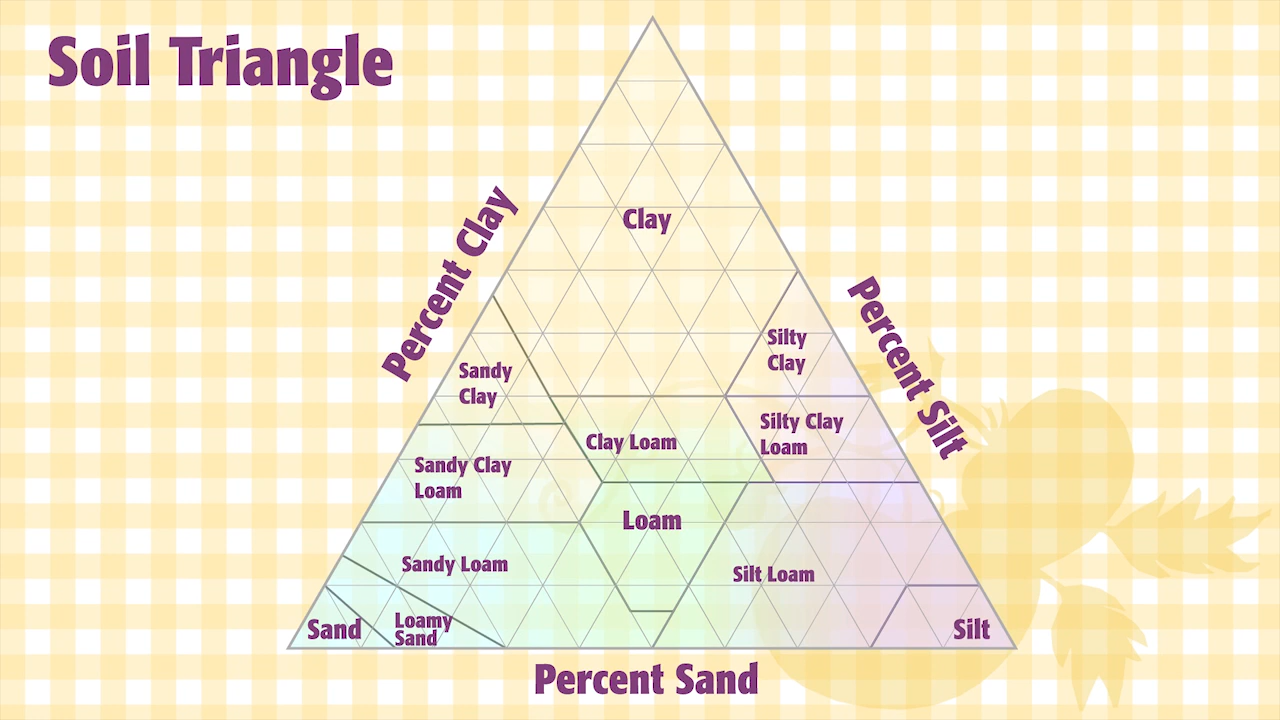 Soil Triangle
Percent Clay
Clay
Percent Silt
Silty
Clay
Sandy
Clay
Silty Clay
Loam
Clay Loam
Sandy Clay
Loam
Loam
Sandy Loam
Silt Loam
Sand
Loamy
Sand
Silt
Percent Sand